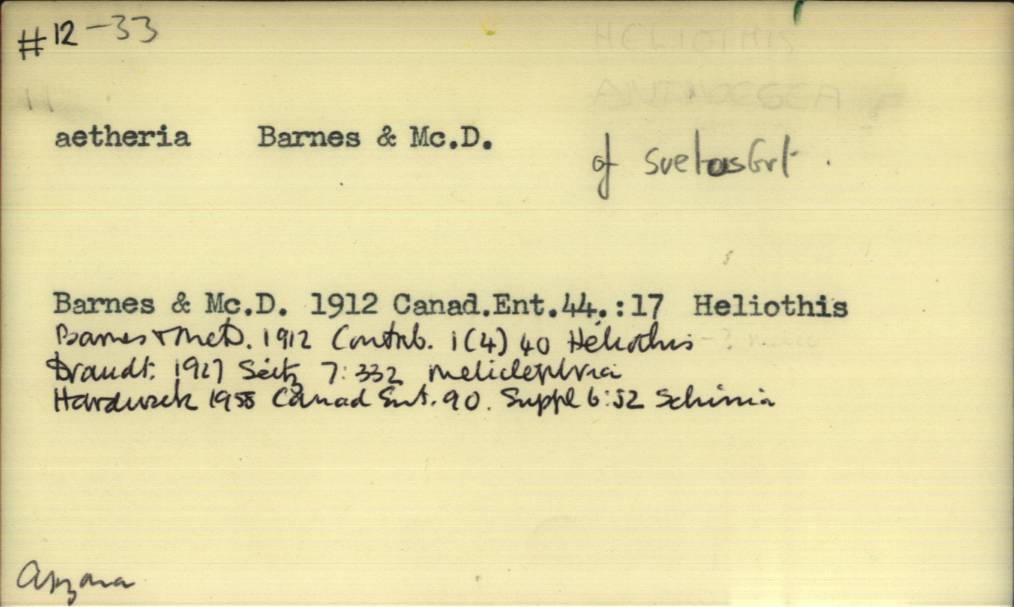 #12-33
HELIOTHIS
aetheria Barnes & Mc.D.
of suetus Grt.
Barnes & Mc.D. 1912 Canad.Ent.44.:17 Heliothis
Barnes & McD. 1912 Contrib. 1(4) 40 Heliothis
Draudt. 1927 Seitz 7:332 Melicleptria
Hardwick 1958 Canad Ent. 90. Suppl 6:52 Schinia
Arizona